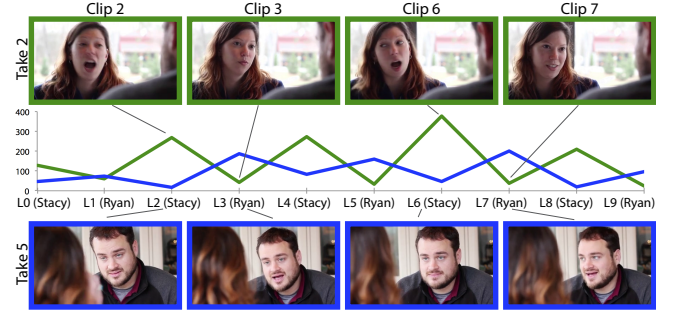 Clip 2 Clip 3 Clip 6 Clip 7
Take 2
400
300
200
100
0
L0 (Stacy) L1 (Ryan) L2 (Stacy) L3 (Ryan) L4 (Stacy) L5 (Ryan) L6 (Stacy) L7 (Ryan) L8 (Stacy) L9 (Ryan)
Take 5